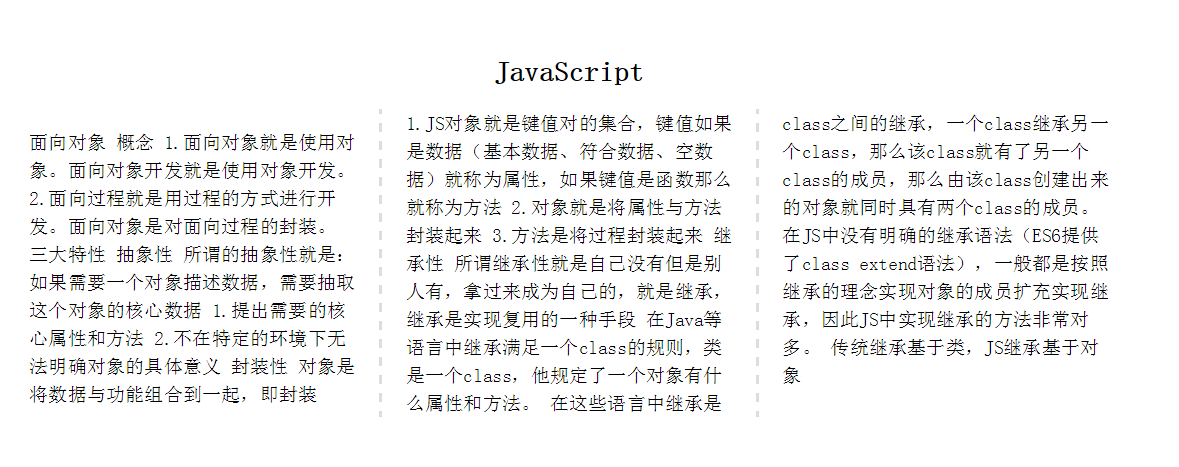 JavaScript
面向对象 概念 1.面向对象就是使用对
象。面向对象开发就是使用对象开发。
2.面向过程就是用过程的方式进行开
发。面向对象是对面向过程的封装。
三大特性 抽象性 所谓的抽象性就是：
如果需要一个对象描述数据，需要抽取
这个对象的核心数据 1.提出需要的核
心属性和方法 2.不在特定的环境下无
法明确对象的具体意义 封装性 对象是
将数据与功能组合到一起，即封装
1.JS对象就是键值对的集合，键值如果
是数据（基本数据、符合数据、空数
据）就称为属性，如果键值是函数那么
就称为方法 2.对象就是将属性与方法
封装起来 3.方法是将过程封装起来 继
承性 所谓继承性就是自己没有但是别
人有，拿过来成为自己的，就是继承，
继承是实现复用的一种手段 在Java等
语言中继承满足一个class的规则，类
是一个class，他规定了一个对象有什
么属性和方法。 在这些语言中继承是
class之间的继承，一个class继承另一
个class，那么该class就有了另一个
class的成员，那么由该class创建出来
的对象就同时具有两个class的成员。
在JS中没有明确的继承语法（ES6提供
了class extend语法），一般都是按照
继承的理念实现对象的成员扩充实现继
承，因此JS中实现继承的方法非常对
多。 传统继承基于类，JS继承基于对
象